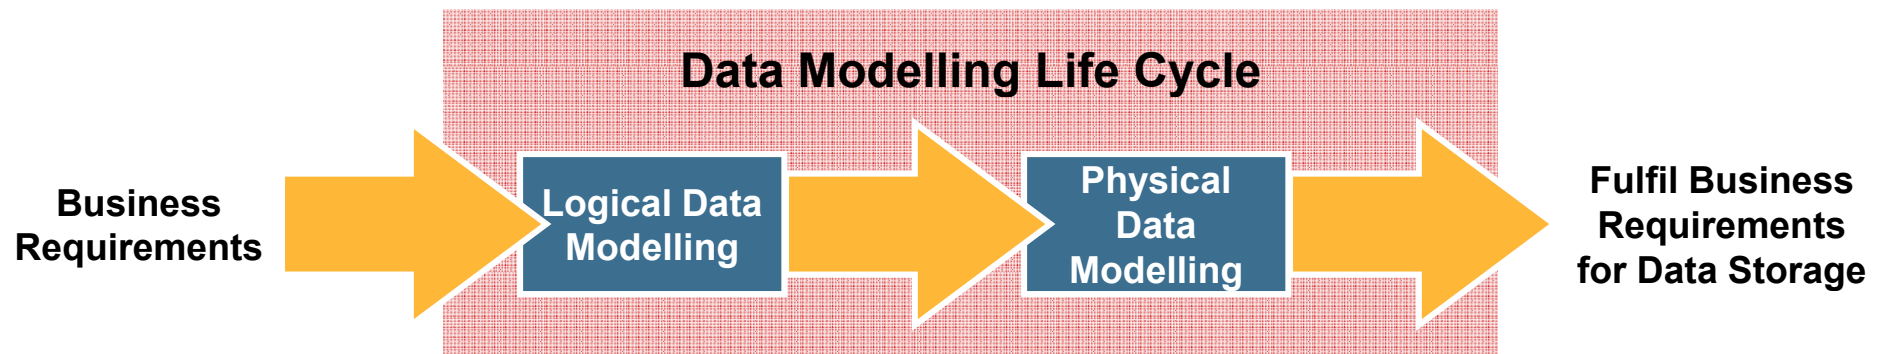 Data Modelling Life Cycle
Business
Requirements
Logical Data
Modelling
Physical
Data
Modelling
Fulfil Business
Requirements
for Data Storage